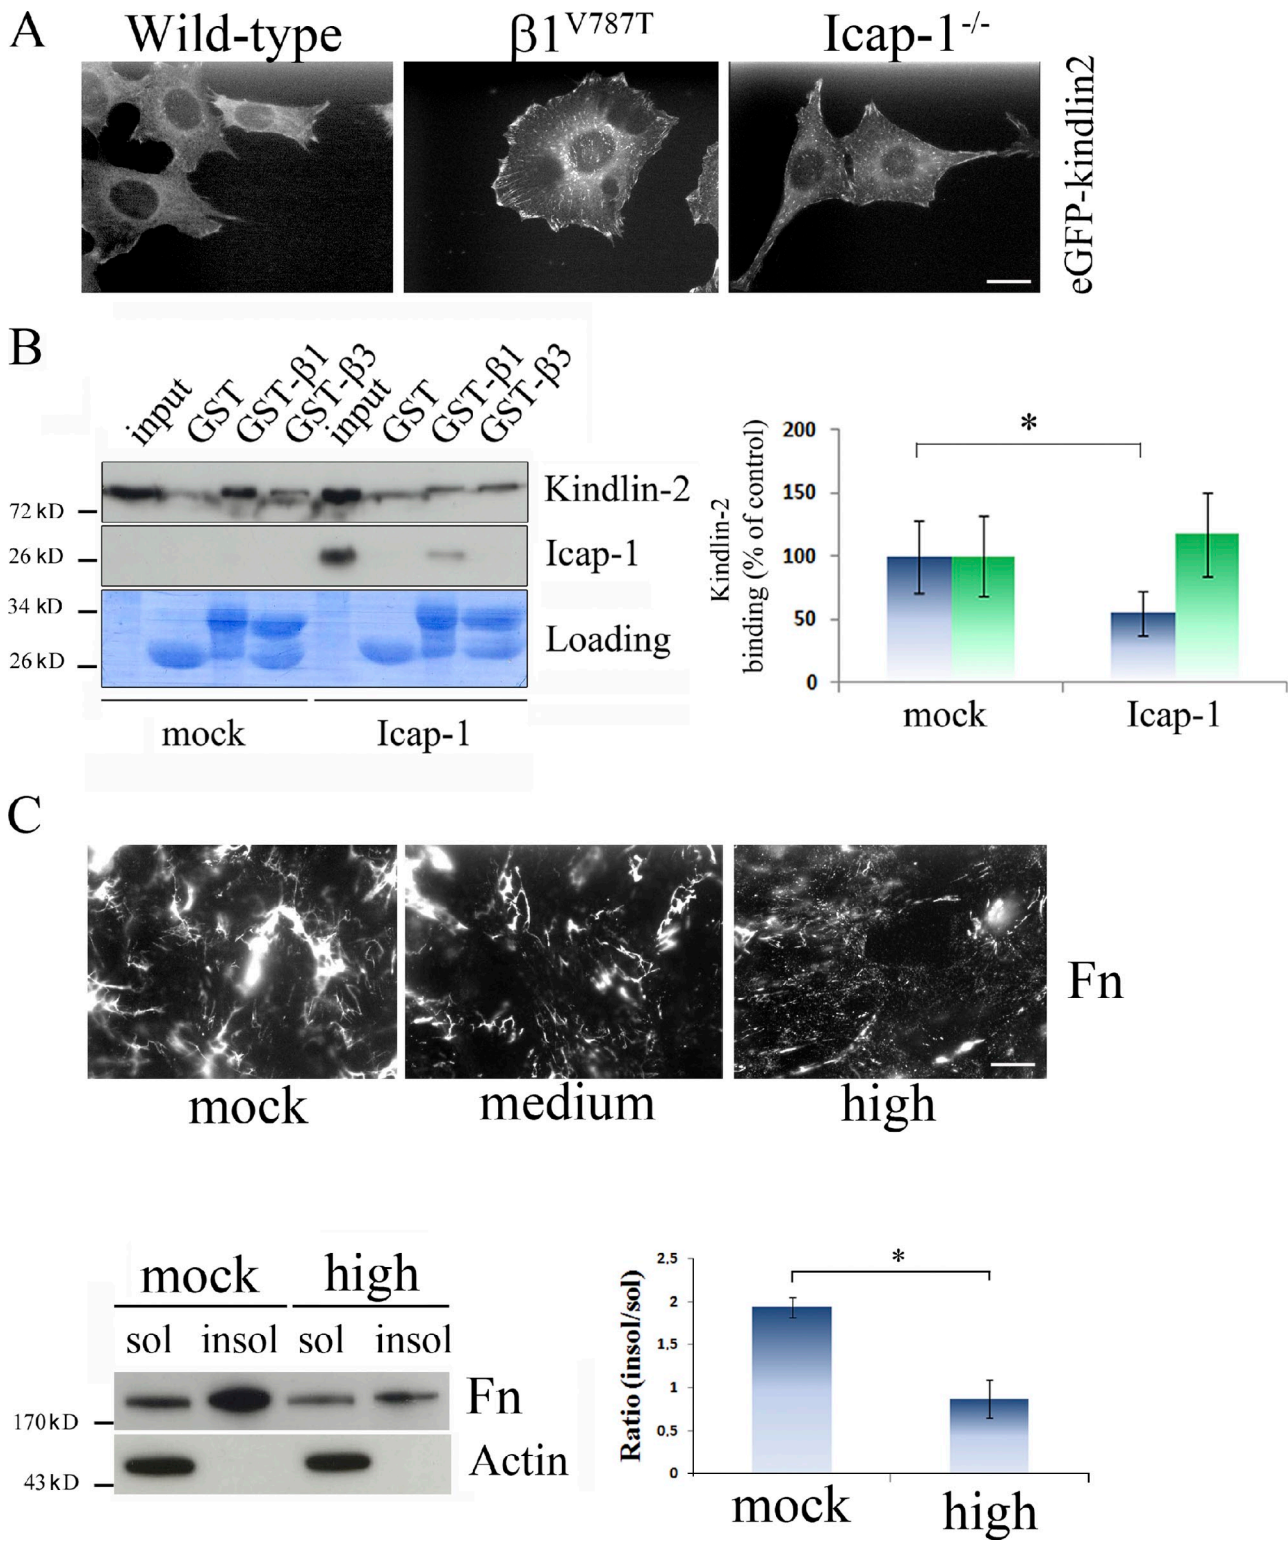 A
Wild-type β1V787T Icap-1-/-
eGFP-kindlin2
B
input GST GST-β1 GST-β3 input GST GST-β1 GST-β3
72 kD Kindlin-2
26 kD Icap-1
34 kD
Loading
26 kD
mock Icap-1
Kindlin-2
binding (% of control)
200
150
100
50
0
*
mock Icap-1
C
Fn
mock medium high
mock high
sol insol sol insol
Fn
170 kD
Actin
43 kD
Ratio (insol/sol)
2,5
2
1,5
1
0,5
0
*
mock high